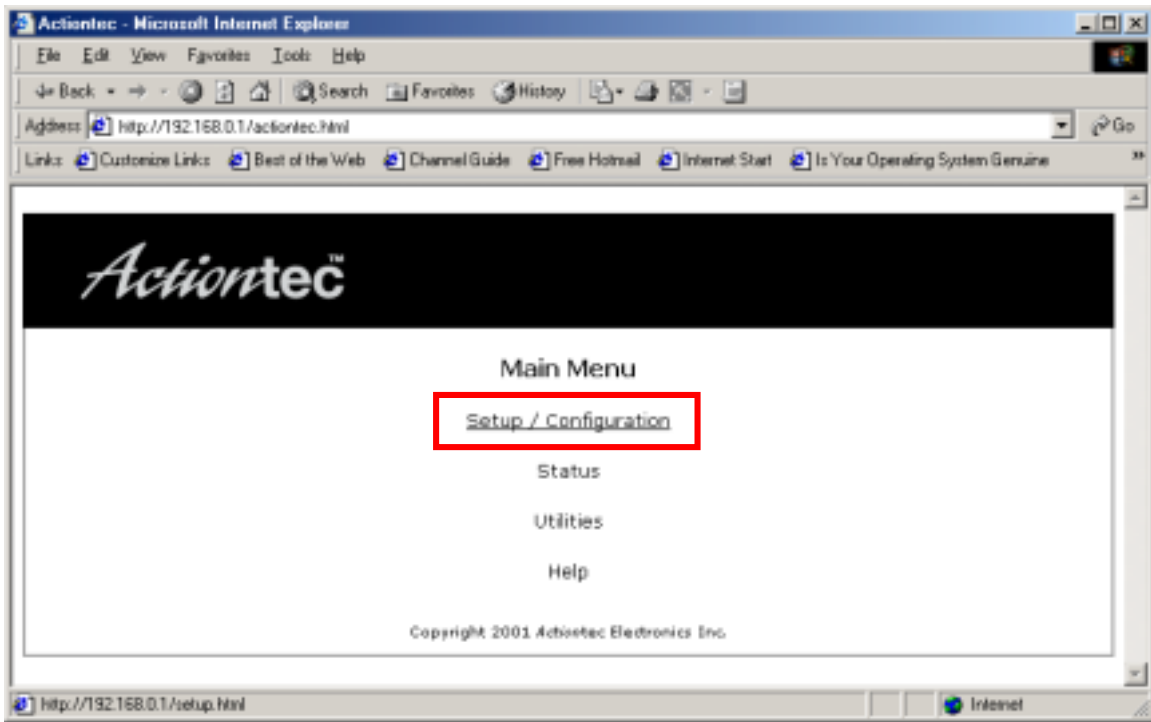 Actiontec - Microsoft Internet Explorer
File Edit View Favorites Tools Help
Back Search Favorites History
Address http://192.168.0.1/actiontec.html Go
Links Customize Links Best of the Web Channel Guide Free Hotmail Internet Start Is Your Operating System Genuine »
Actiontec™
Main Menu
Setup / Configuration
Status
Utilities
Help
Copyright 2001 Actiontec Electronics Inc.
http://192.168.0.1/setup.html Internet